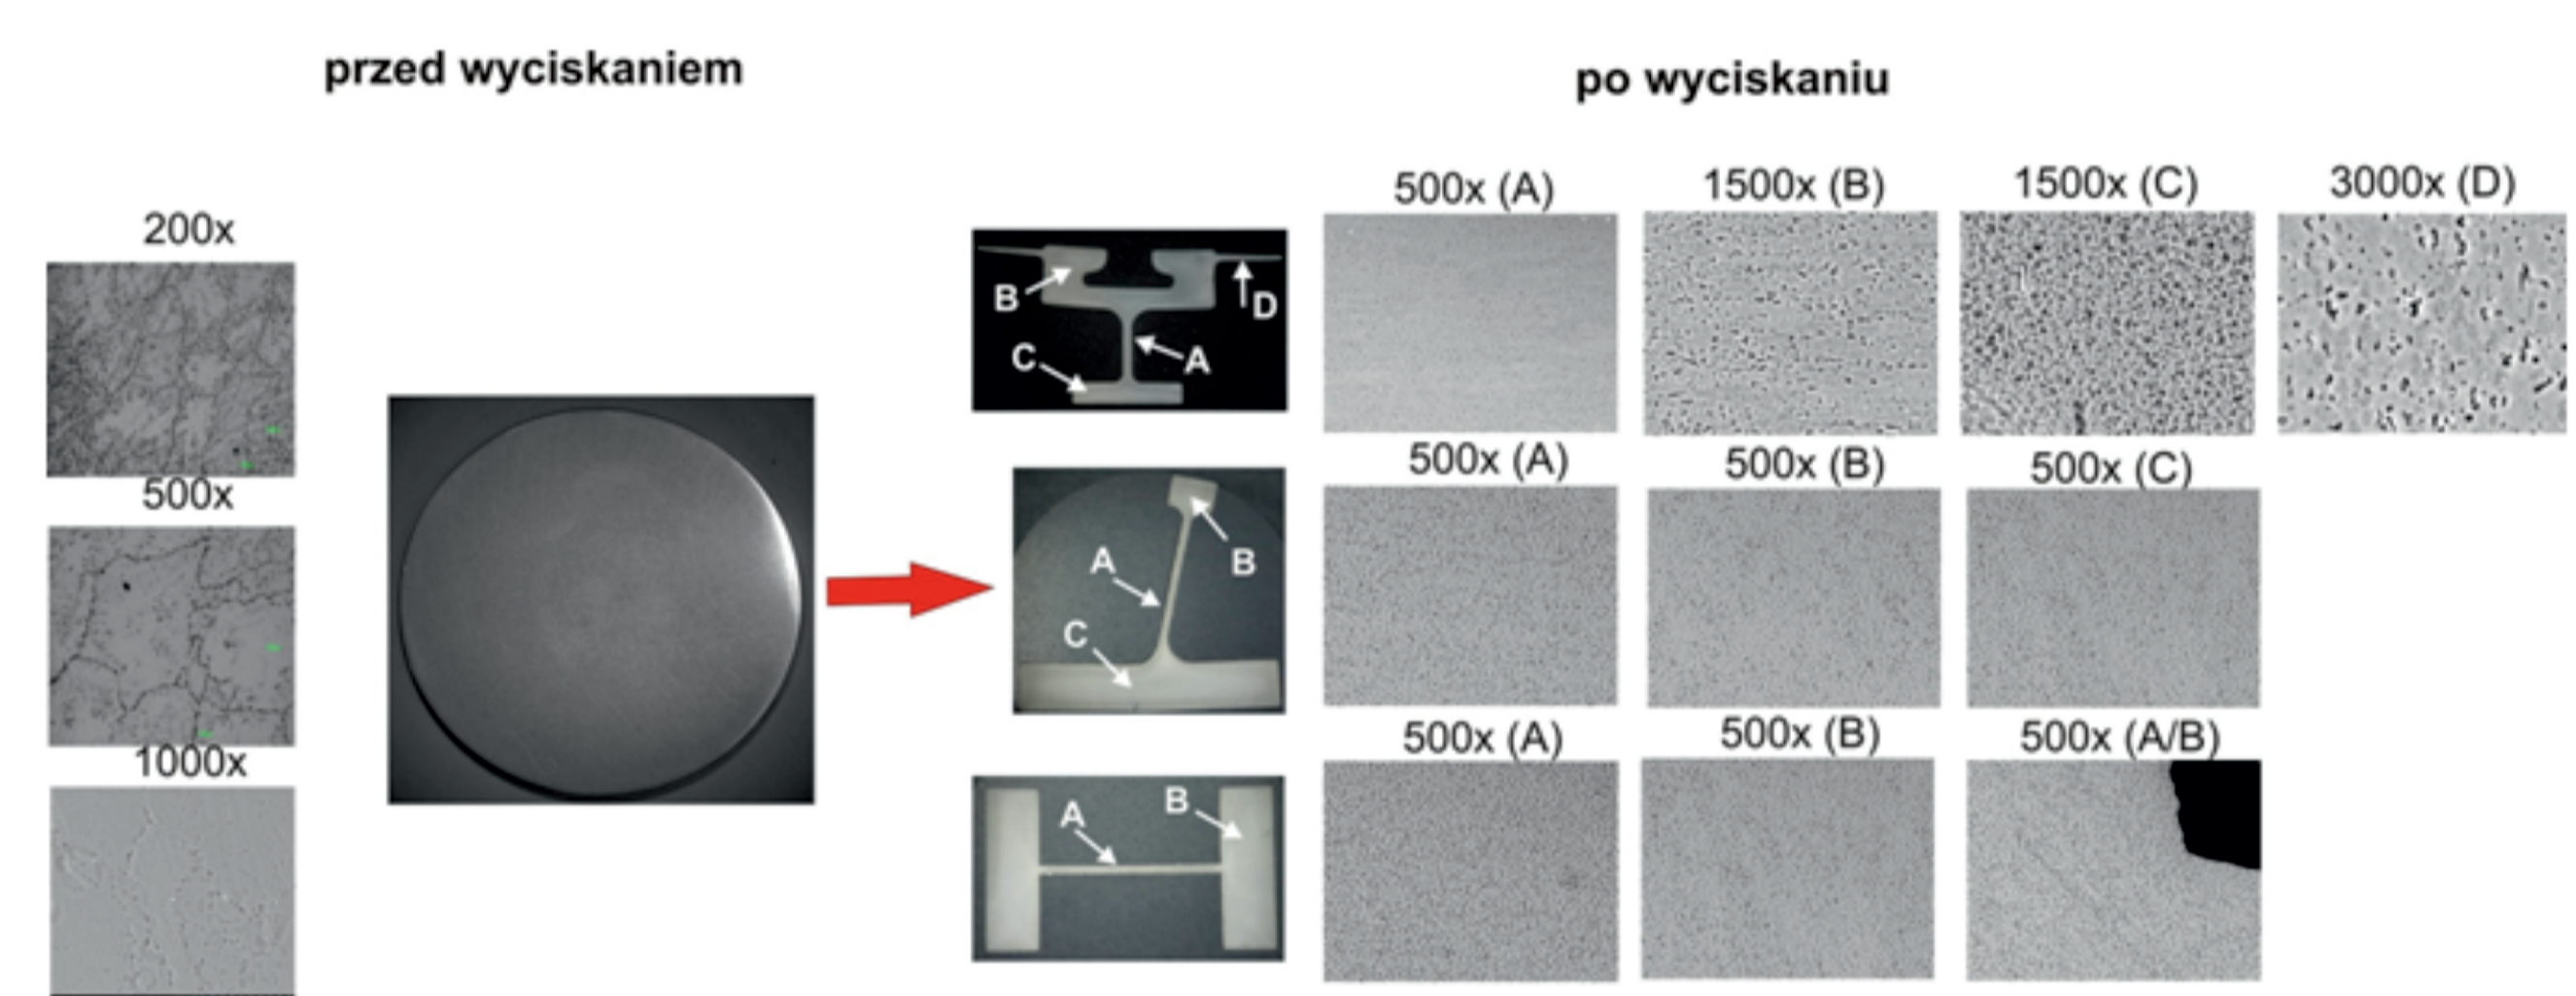 przed wyciskaniem
po wyciskaniu
200x
500x
1000x
B
D
C
A
500x (A)
1500x (B)
1500x (C)
3000x (D)
A
B
C
500x (A)
500x (B)
500x (C)
A
B
500x (A)
500x (B)
500x (A/B)